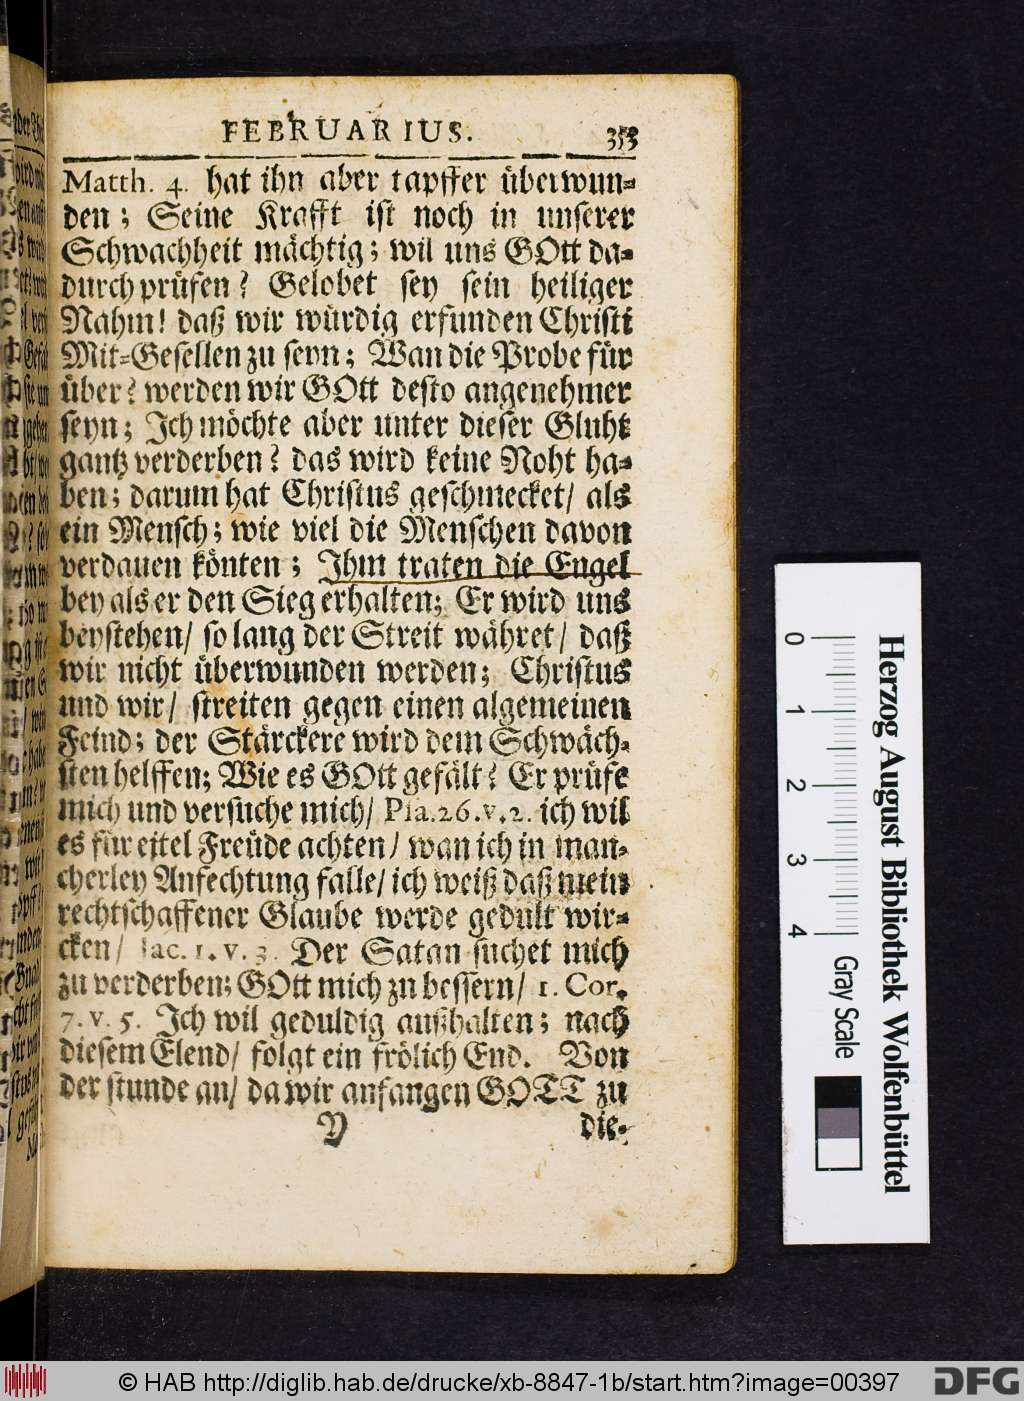 FEBRUARIUS. 353
Matth. 4. hat ihn aber tapffer überwun-
den; Seine Krafft ist noch in unserer
Schwachheit mächtig; wil uns GOtt da-
durch prüfen? Gelobet sey sein heiliger
Nahm! daß wir würdig erfunden Christi
Mit-Gesellen zu seyn; Wan die Probe für
über? werden wir GOtt desto angenehmer
seyn; Ich möchte aber unter dieser Gluht
gantz verderben? das wird keine Noht ha-
ben; darum hat Christus geschmecket/ als
ein Mensch; wie viel die Menschen davon
verdauen könten; Ihm traten die Engel
bey als er den Sieg erhalten; Er wird uns
beystehen/ so lang der Streit währet/ daß
wir nicht überwunden werden; Christus
und wir/ streiten gegen einen algemeinen
Feind; der Stärckere wird dem Schwäch-
sten helffen; Wie es GOtt gefält? Er prüfe
mich und versuche mich/ Psa. 26. v. 2. ich wil
es für eitel Freüde achten/ wan ich in man-
cherley Anfechtung falle/ ich weiß daß mein
rechtschaffener Glaube werde gedult wir-
cken/ Jac. 1. v. 3. Der Satan suchet mich
zu verderben; GOtt mich zu bessern/ 1. Cor.
7. v. 5. Ich wil geduldig außhalten; nach
diesem Elend/ folgt ein frölich End. Von
der stunde an/ da wir anfangen GOTT zu
Y die-
Herzog August Bibliothek Wolfenbüttel
0 1 2 3 4 Gray Scale
© HAB http://diglib.hab.de/drucke/xb-8847-1b/start.htm?image=00397
DFG